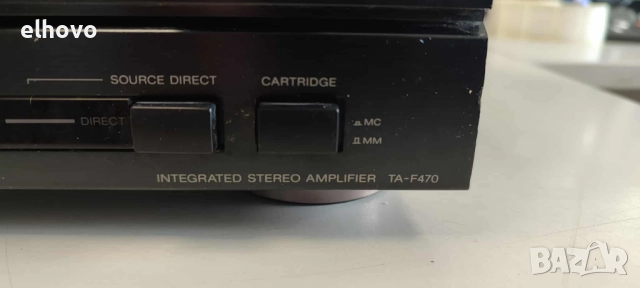 elhovo
SOURCE DIRECT
CARTRIDGE
DIRECT
MC
MM
INTEGRATED STEREO AMPLIFIER TA-F470
BAZAR